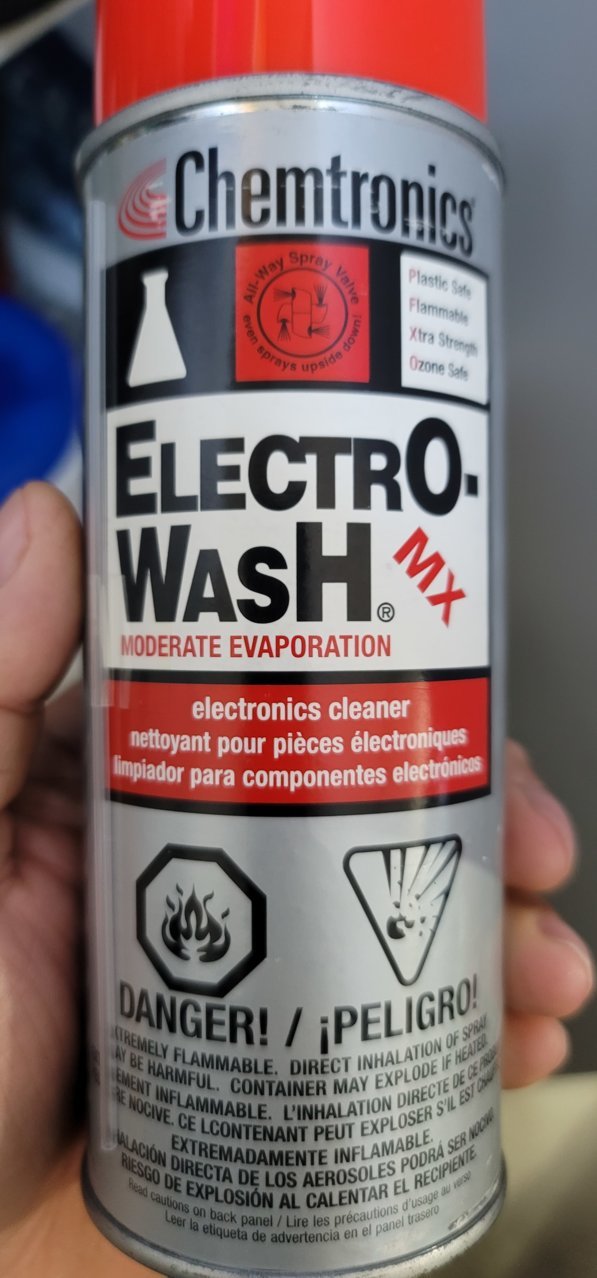 Chemtronics
All-Way Spray Valve
even sprays upside down!
Plastic Safe
Flammable
Xtra Strength
Ozone Safe
ELECTRO-
WASH®
MX
MODERATE EVAPORATION
electronics cleaner
nettoyant pour pièces électroniques
limpiador para componentes electrónicos
DANGER! / ¡PELIGRO!
EXTREMELY FLAMMABLE. DIRECT INHALATION OF SPRAY
MAY BE HARMFUL. CONTAINER MAY EXPLODE IF HEATED.
INFLAMMABLE. L'INHALATION DIRECTE DE CE
NOCIVE. CE LCONTENANT PEUT EXPLOSER S'IL EST
EXTREMADAMENTE INFLAMABLE.
DIRECTA DE LOS AEROSOLES PODRÁ SER NOCIVO.
RIESGO DE EXPLOSIÓN AL CALENTAR EL RECIPIENTE.
Read cautions on back panel / Lire les précautions d'usage au verso
Leer la etiqueta de advertencia en el panel trasero